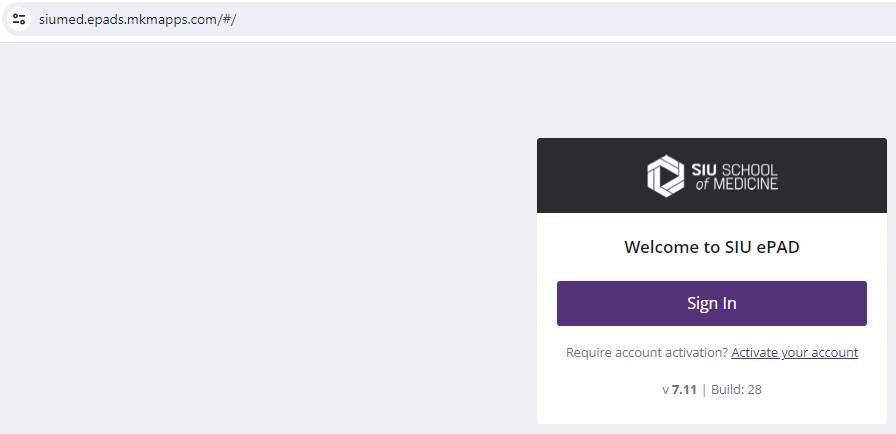 siumed.epads.mkmapps.com/#/
SIU SCHOOL
of MEDICINE
Welcome to SIU ePAD
Sign In
Require account activation? Activate your account
v 7.11 | Build: 28